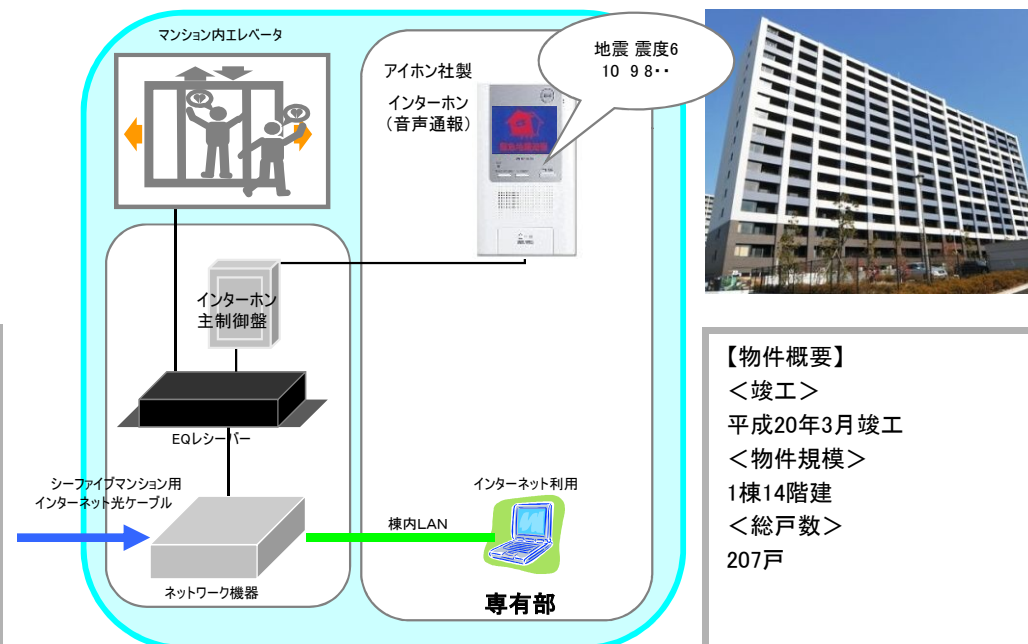 マンション内エレベータ
アイホン社製
インターホン
（音声通報）
地震 震度6
10 9 8・・
緊急地震速報
インターホン
主制御盤
EQレシーバー
シーファイブマンション用
インターネット光ケーブル
ネットワーク機器
棟内LAN
インターネット利用
専有部
【物件概要】
＜竣工＞
平成20年3月竣工
＜物件規模＞
1棟14階建
＜総戸数＞
207戸